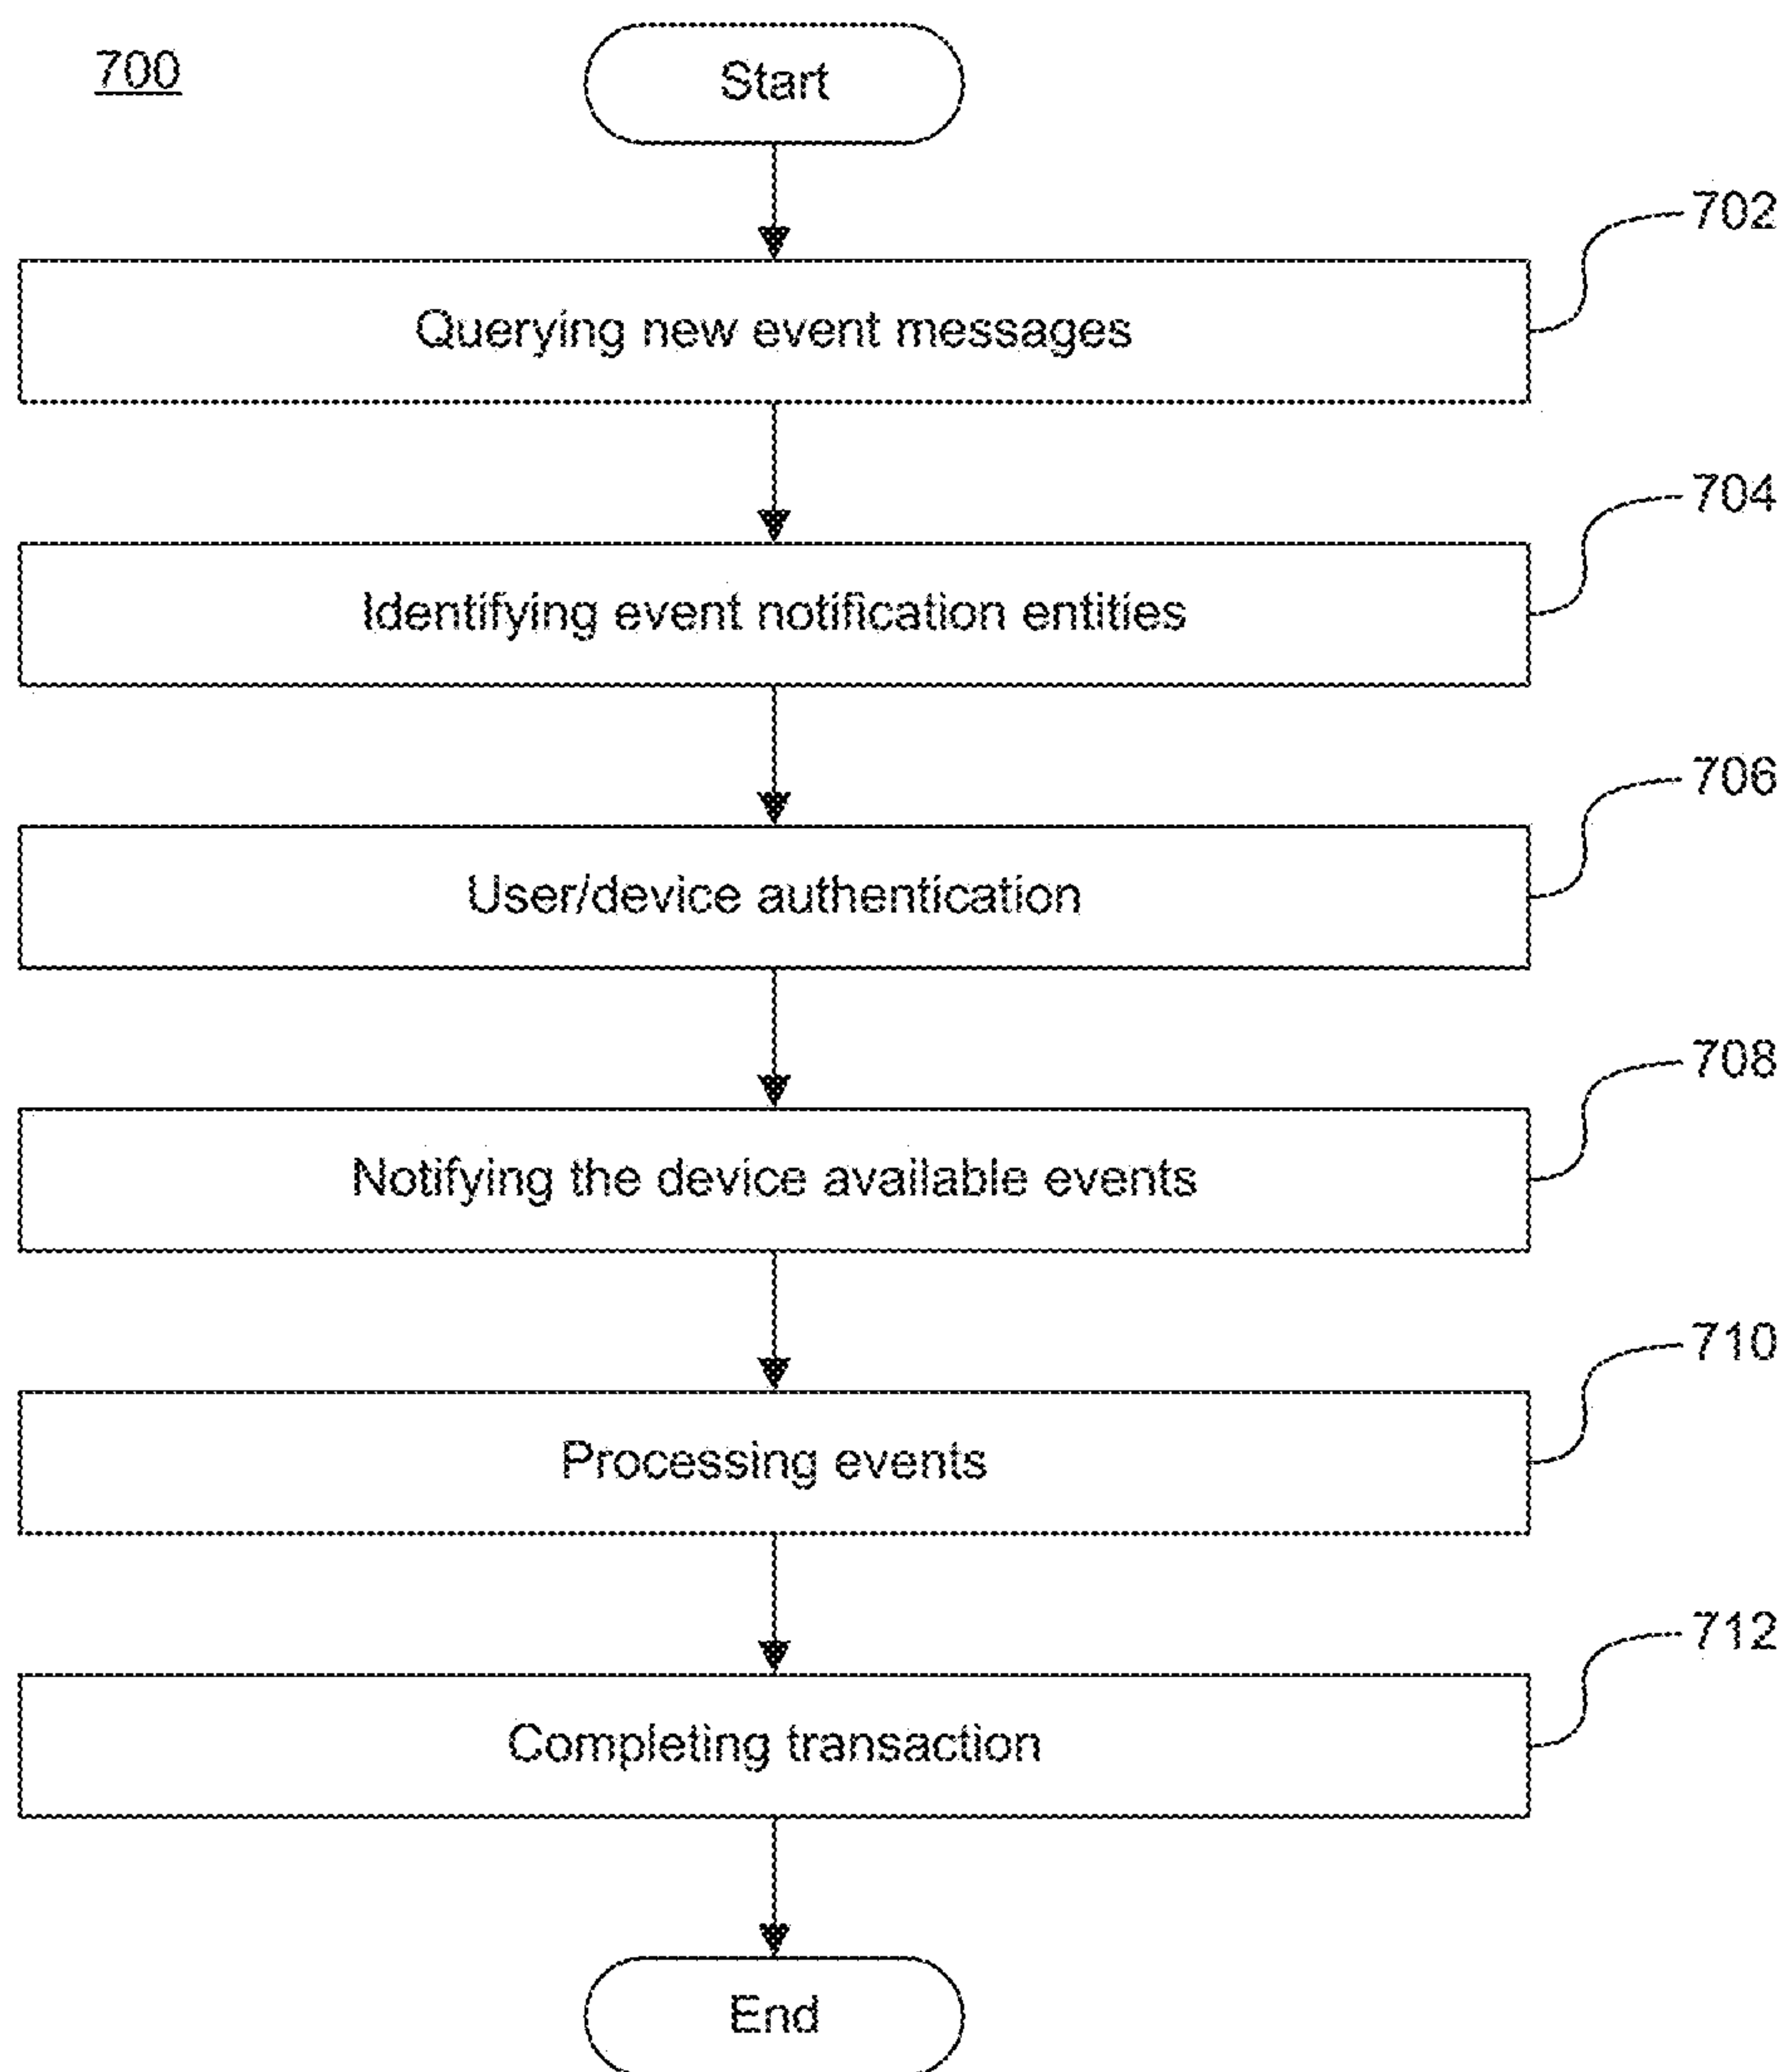 700
Start
702
Querying new event messages
704
Identifying event notification entities
706
User/device authentication
708
Notifying the device available events
710
Processing events
712
Completing transaction
End